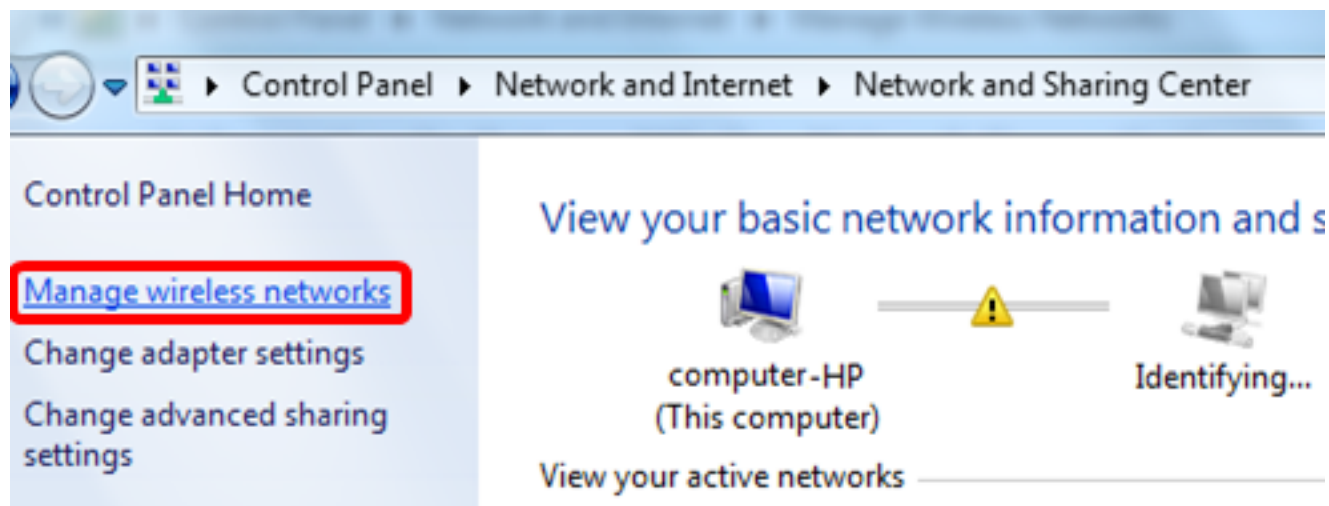 Control Panel Network and Internet Network and Sharing Center
Control Panel Home
Manage wireless networks
Change adapter settings
Change advanced sharing
settings
View your basic network information and s
computer-HP
(This computer)
Identifying...
View your active networks